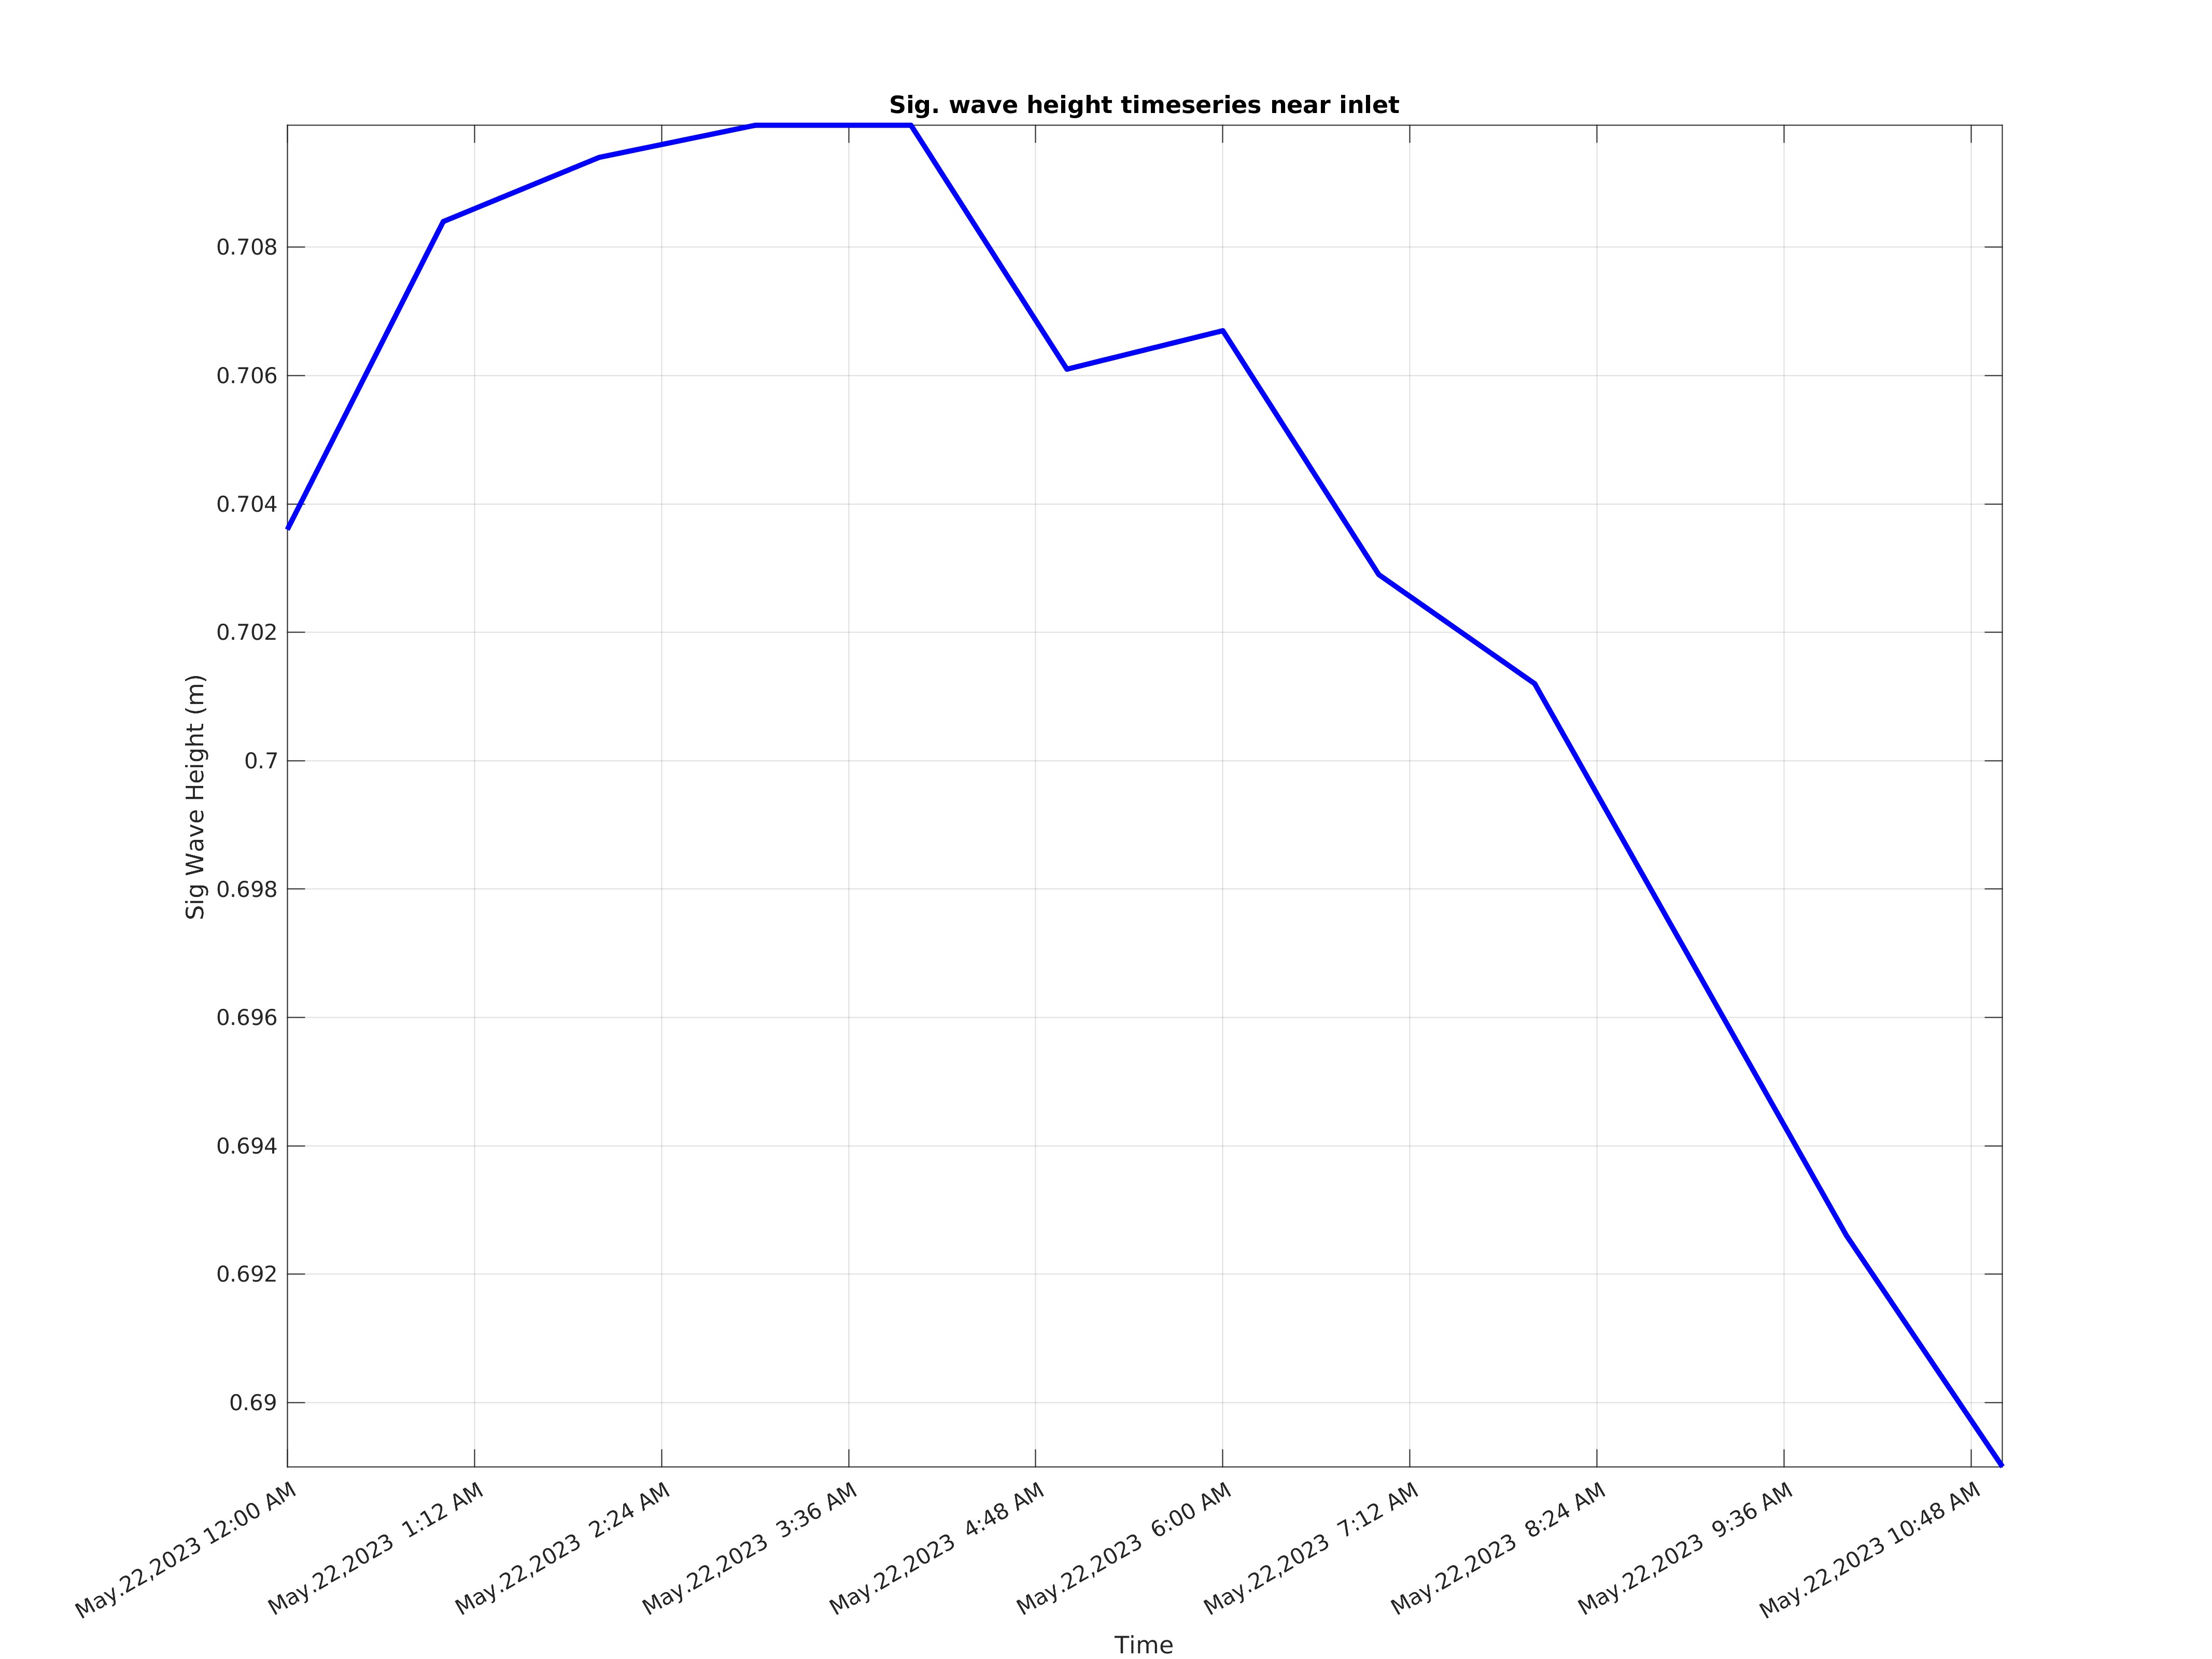 Sig. wave height timeseries near inlet
0.708
0.706
0.704
0.702
0.7
0.698
0.696
0.694
0.692
0.69
Sig Wave Height (m)
May.22,2023 12:00 AM
May.22,2023  1:12 AM
May.22,2023  2:24 AM
May.22,2023  3:36 AM
May.22,2023  4:48 AM
May.22,2023  6:00 AM
May.22,2023  7:12 AM
May.22,2023  8:24 AM
May.22,2023  9:36 AM
May.22,2023 10:48 AM
Time